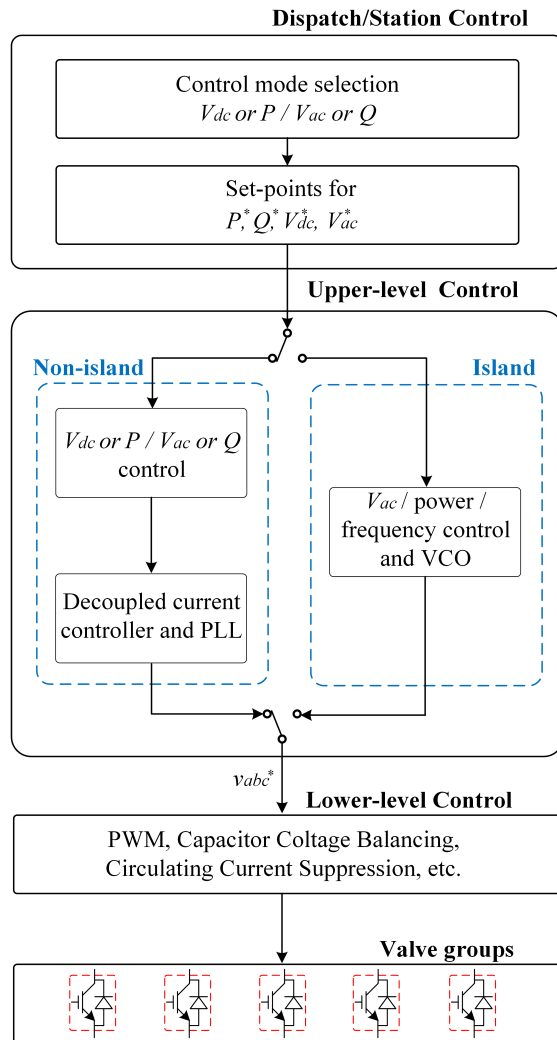 Dispatch/Station Control
Control mode selection
Vdc or P / Vac or Q
Set-points for
P,* Q,* Vdc*, Vac*
Upper-level Control
Non-island
Island
Vdc or P / Vac or Q
control
Decoupled current
controller and PLL
Vac / power /
frequency control
and VCO
vabc*
Lower-level Control
PWM, Capacitor Coltage Balancing,
Circulating Current Suppression, etc.
Valve groups